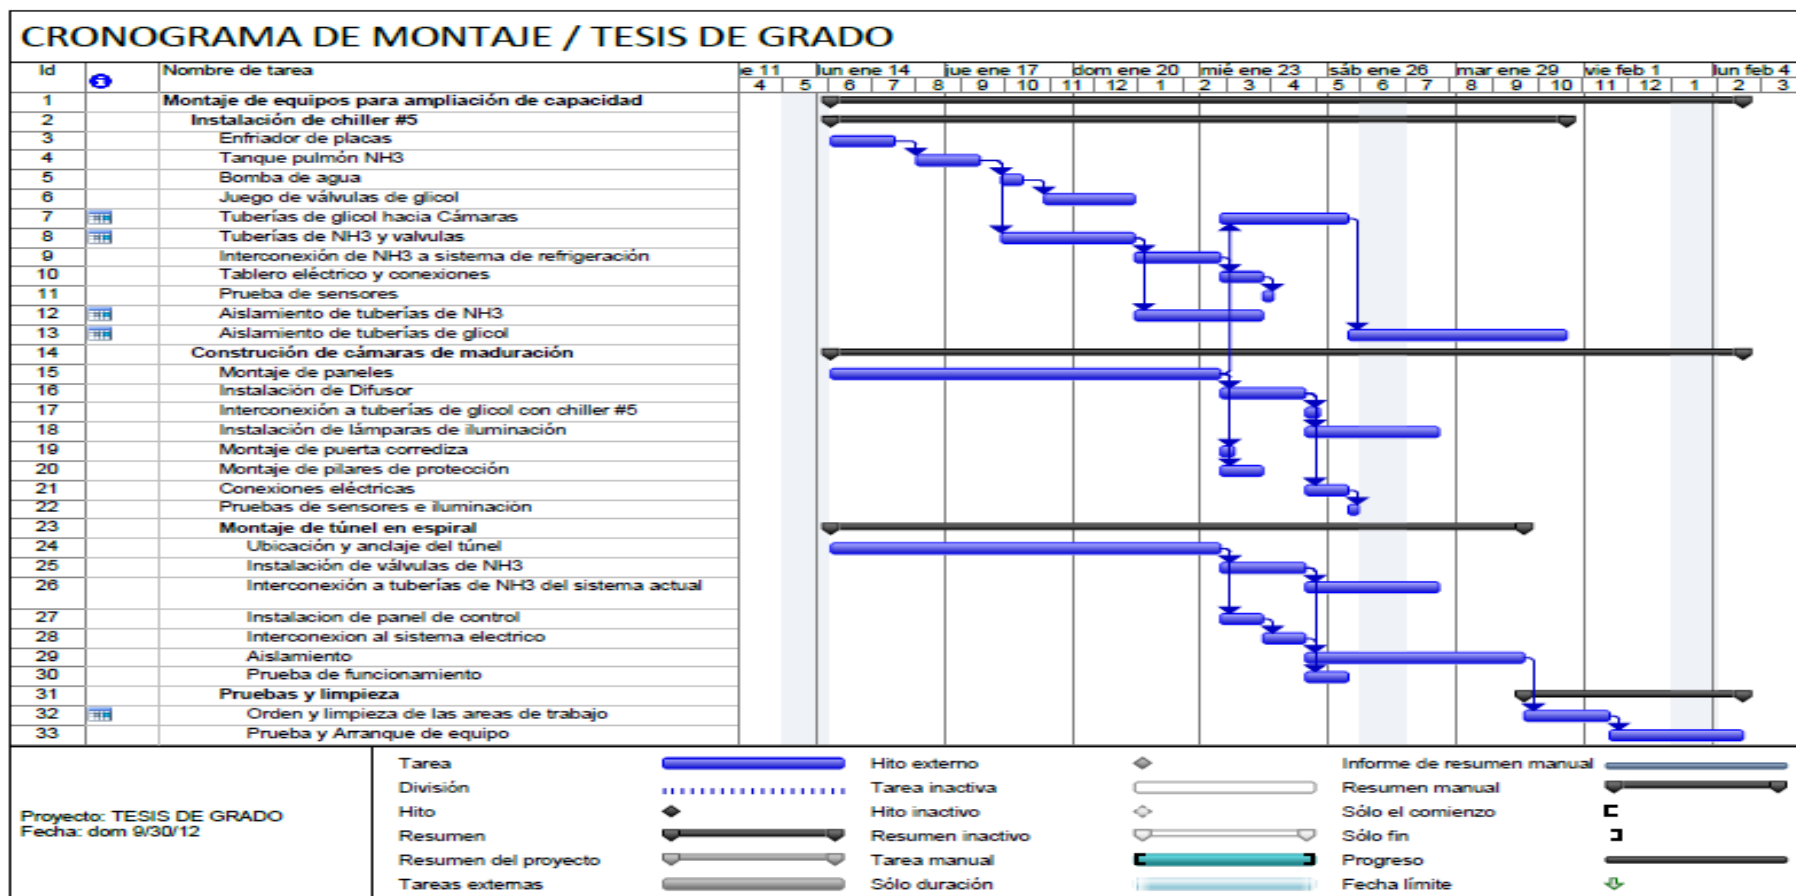 CRONOGRAMA DE MONTAJE / TESIS DE GRADO
Id Nombre de tarea e 11 lun ene 14 jue ene 17 dom ene 20 mié ene 23 sáb ene 26 mar ene 29 vie feb 1 lun feb 4
4 5 6 7 8 9 10 11 12 1 2 3 4 5 6 7 8 9 10 11 12 1 2 3
1 Montaje de equipos para ampliación de capacidad
2 Instalación de chiller #5
3 Enfriador de placas
4 Tanque pulmón NH3
5 Bomba de agua
6 Juego de válvulas de glicol
7 Tuberías de glicol hacia Cámaras
8 Tuberías de NH3 y valvulas
9 Interconexión de NH3 a sistema de refrigeración
10 Tablero eléctrico y conexiones
11 Prueba de sensores
12 Aislamiento de tuberías de NH3
13 Aislamiento de tuberías de glicol
14 Construción de cámaras de maduración
15 Montaje de paneles
16 Instalación de Difusor
17 Interconexión a tuberías de glicol con chiller #5
18 Instalación de lámparas de iluminación
19 Montaje de puerta corrediza
20 Montaje de pilares de protección
21 Conexiones eléctricas
22 Pruebas de sensores e iluminación
23 Montaje de túnel en espiral
24 Ubicación y anclaje del túnel
25 Instalación de válvulas de NH3
26 Interconexión a tuberías de NH3 del sistema actual
27 Instalacion de panel de control
28 Interconexion al sistema electrico
29 Aislamiento
30 Prueba de funcionamiento
31 Pruebas y limpieza
32 Orden y limpieza de las areas de trabajo
33 Prueba y Arranque de equipo
Proyecto: TESIS DE GRADO
Fecha: dom 9/30/12
Tarea
División
Hito
Resumen
Resumen del proyecto
Tareas externas
Hito externo
Tarea inactiva
Hito inactivo
Resumen inactivo
Tarea manual
Sólo duración
Informe de resumen manual
Resumen manual
Sólo el comienzo
Sólo fin
Progreso
Fecha límite